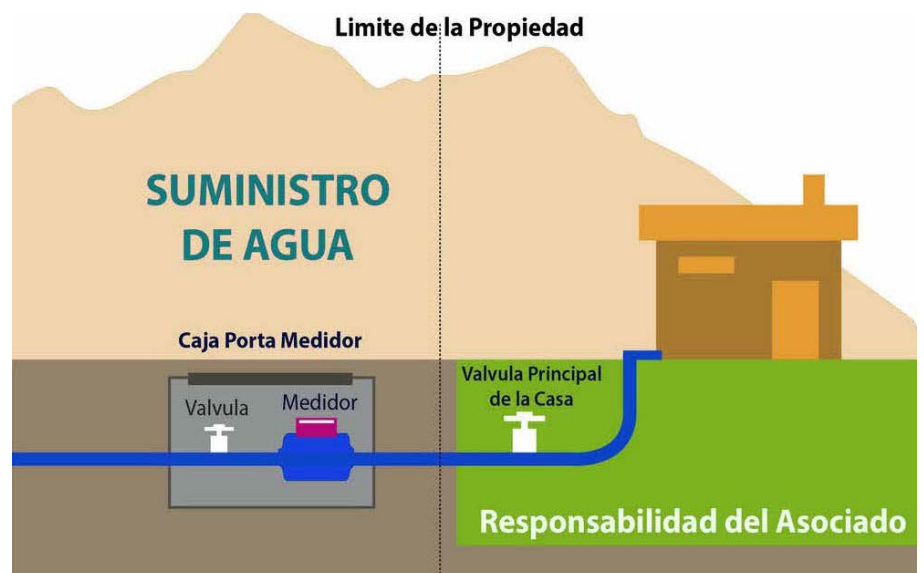 Limite de la Propiedad
SUMINISTRO
DE AGUA
Caja Porta Medidor
Valvula
Medidor
Valvula Principal
de la Casa
Responsabilidad del Asociado